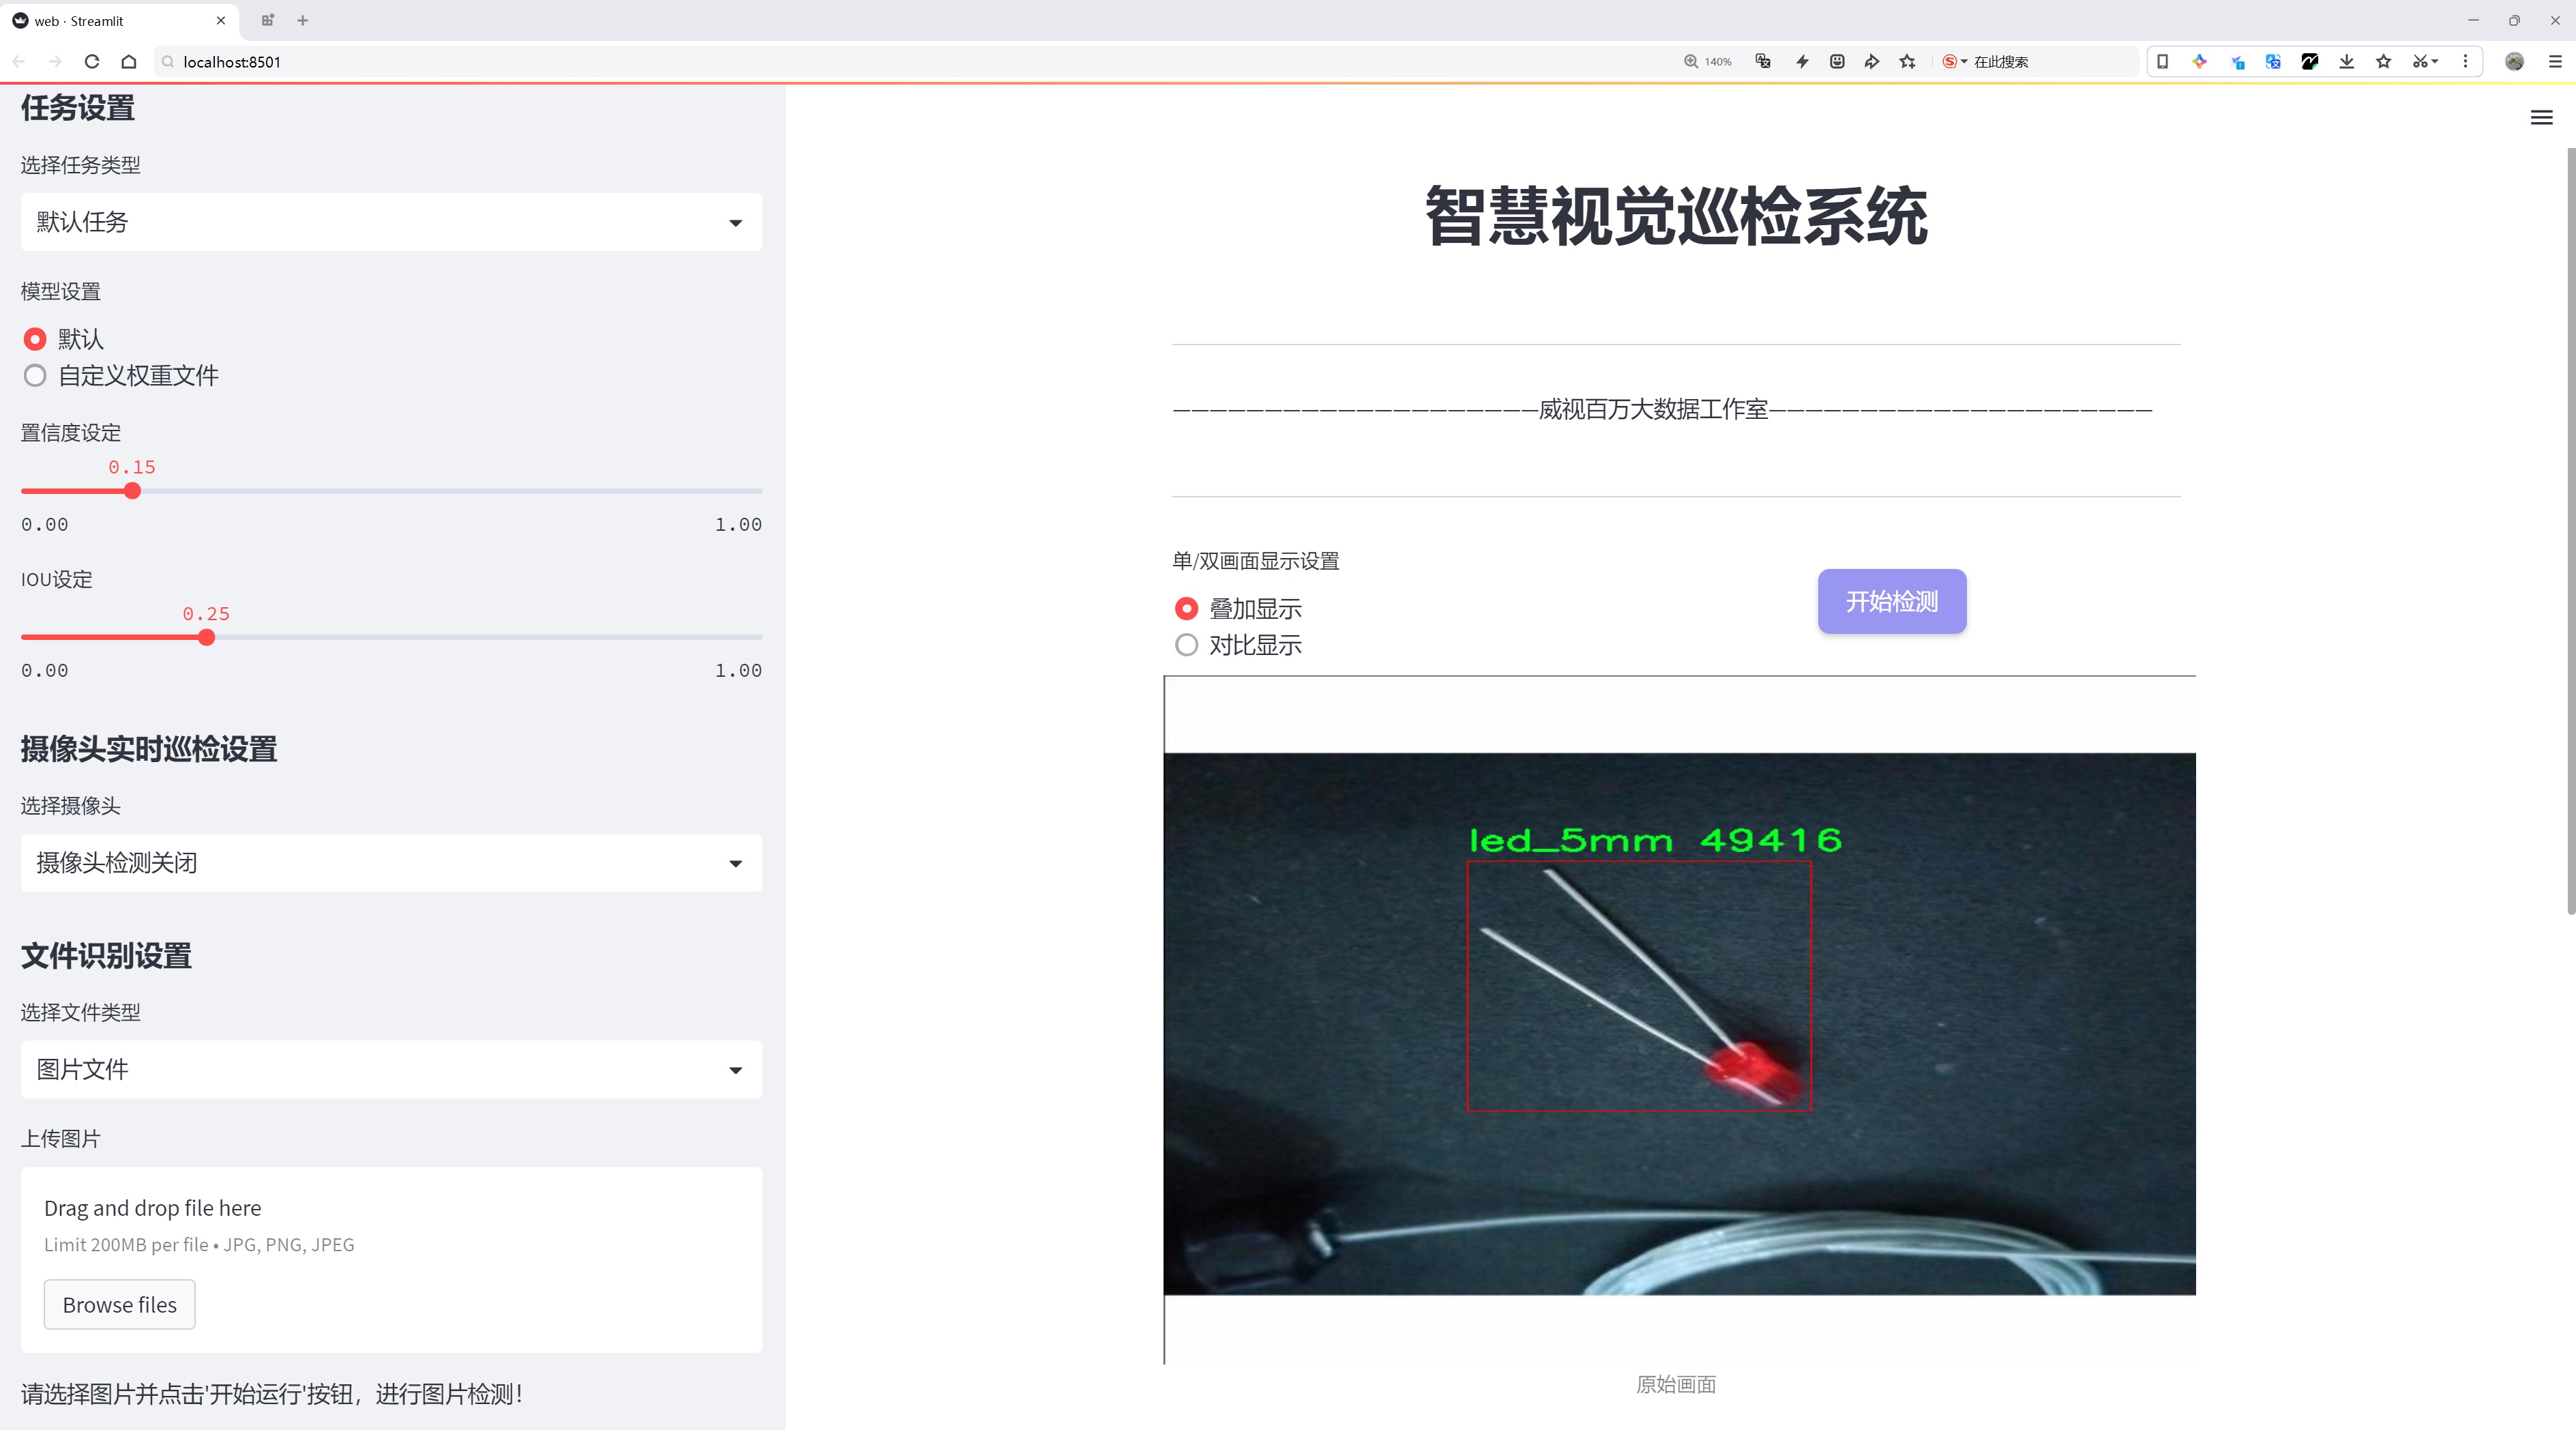 web · Streamlit
localhost:8501
140%
在此搜索
任务设置
选择任务类型
默认任务
模型设置
默认
自定义权重文件
置信度设定
0.15
0.00
1.00
IOU设定
0.25
0.00
1.00
摄像头实时巡检设置
选择摄像头
摄像头检测关闭
文件识别设置
选择文件类型
图片文件
上传图片
Drag and drop file here
Limit 200MB per file • JPG, PNG, JPEG
Browse files
请选择图片并点击'开始运行'按钮，进行图片检测！
智慧视觉巡检系统
————————————————————威视百万大数据工作室—————————————————————
单/双画面显示设置
叠加显示
对比显示
开始检测
led_5mm 49416
原始画面